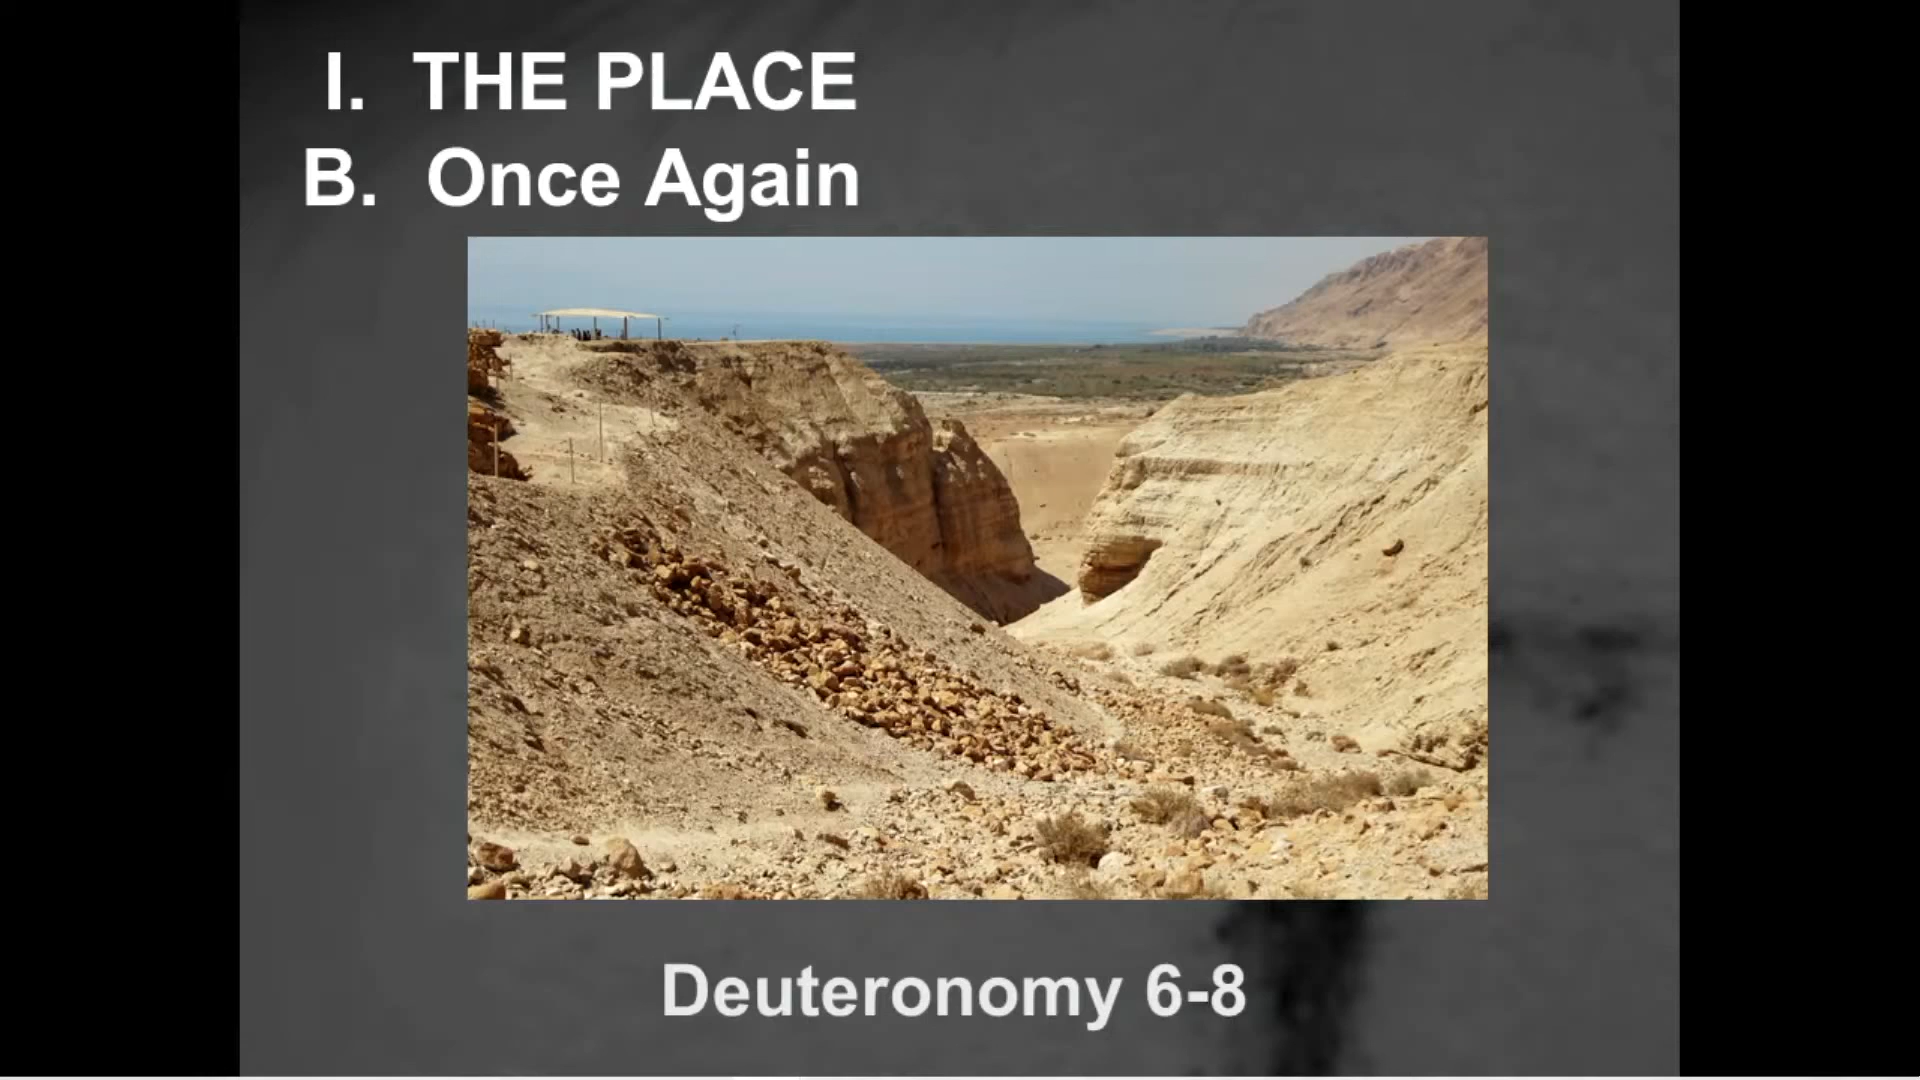 I. THE PLACE
B. Once Again
Deuteronomy 6-8